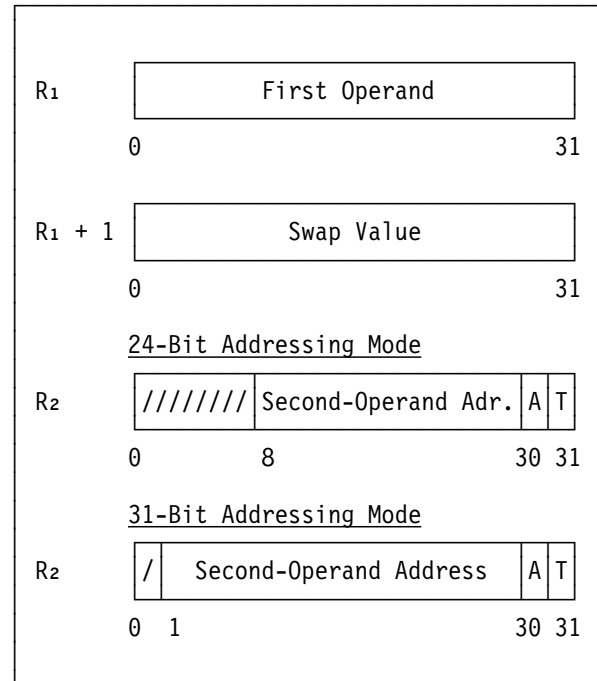 R₁ First Operand
0 31
R₁ + 1 Swap Value
0 31
24-Bit Addressing Mode
R₂ //////// Second-Operand Adr. A T
0 8 30 31
31-Bit Addressing Mode
R₂ / Second-Operand Address A T
0 1 30 31